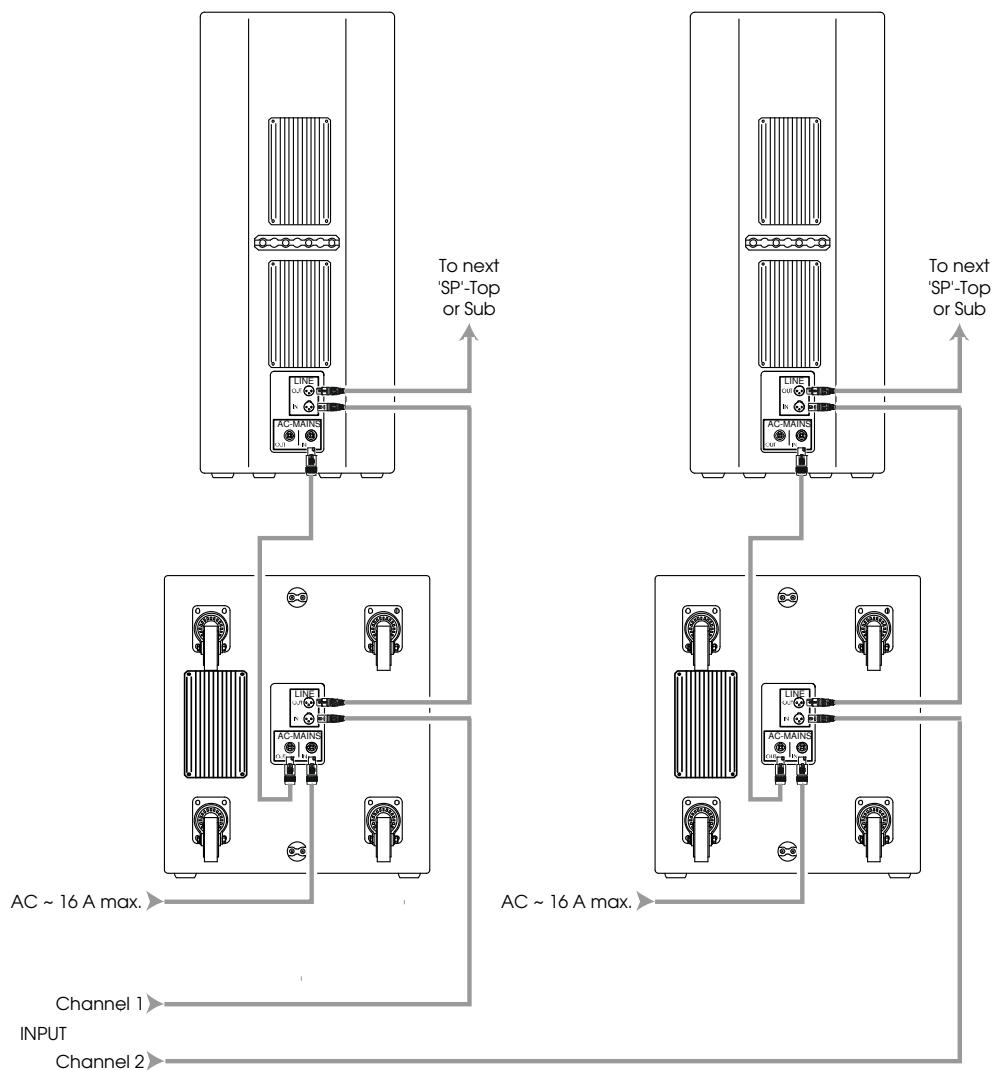 To next
'SP'-Top
or Sub
To next
'SP'-Top
or Sub
LINE
OUT
IN
AC-MAINS
OUT IN
LINE
OUT
IN
AC-MAINS
OUT IN
LINE
OUT
IN
AC-MAINS
OUT IN
LINE
OUT
IN
AC-MAINS
OUT IN
AC ~ 16 A max.
AC ~ 16 A max.
Channel 1
INPUT
Channel 2